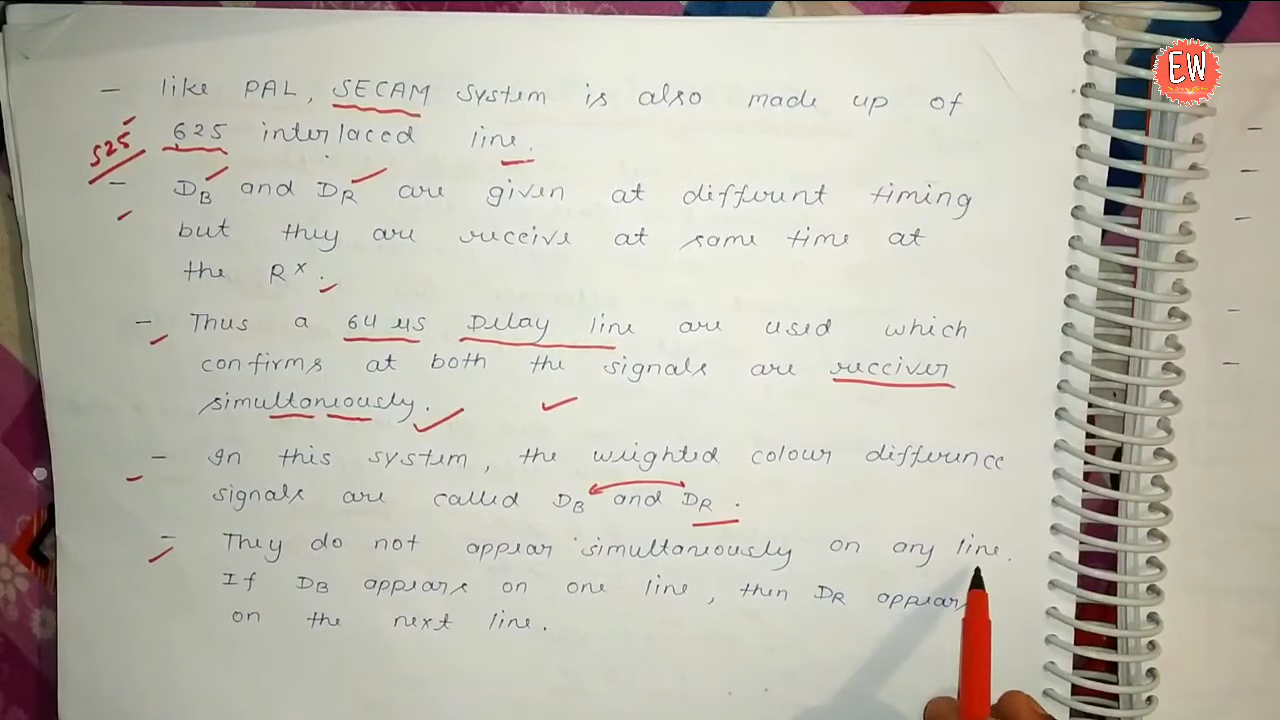 - like PAL, SECAM system is also made up of
625 interlaced line.
525
- DB and DR are given at different timing
but they are receive at same time at
the Rx.
- Thus a 64 us Delay line are used which
confirms at both the signals are reciver
simultaneously.
- In this system, the weighted colour difference
signals are called DB and DR.
- They do not appear simultaneously on any line.
If DB appears on one line, then DR appears
on the next line.
EW